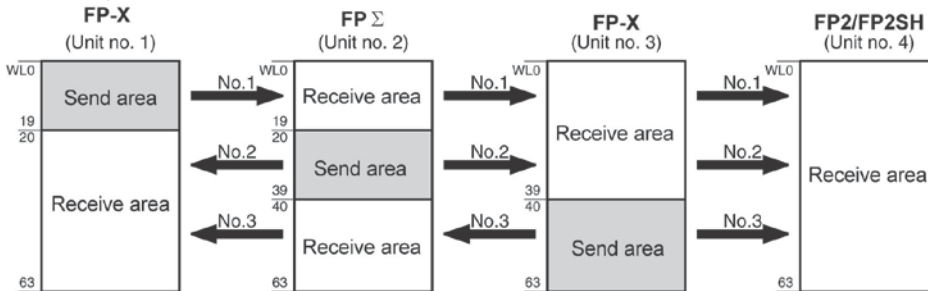 FP-X FP Σ FP-X FP2/FP2SH
(Unit no. 1) (Unit no. 2) (Unit no. 3) (Unit no. 4)
WL0 WL0 WL0 WL0
No.1 No.1 No.1
Send area Receive area
19 19
20 20 Receive area
No.2 No.2 No.2
Send area Receive area
Receive area 39 39
40 40
No.3 No.3 No.3
Receive area Send area
63 63 63 63